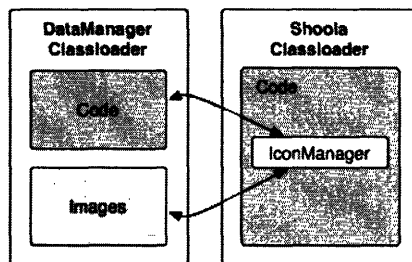 DataManager
Classloader
Code
Images
Shoola
Classloader
Code
IconManager